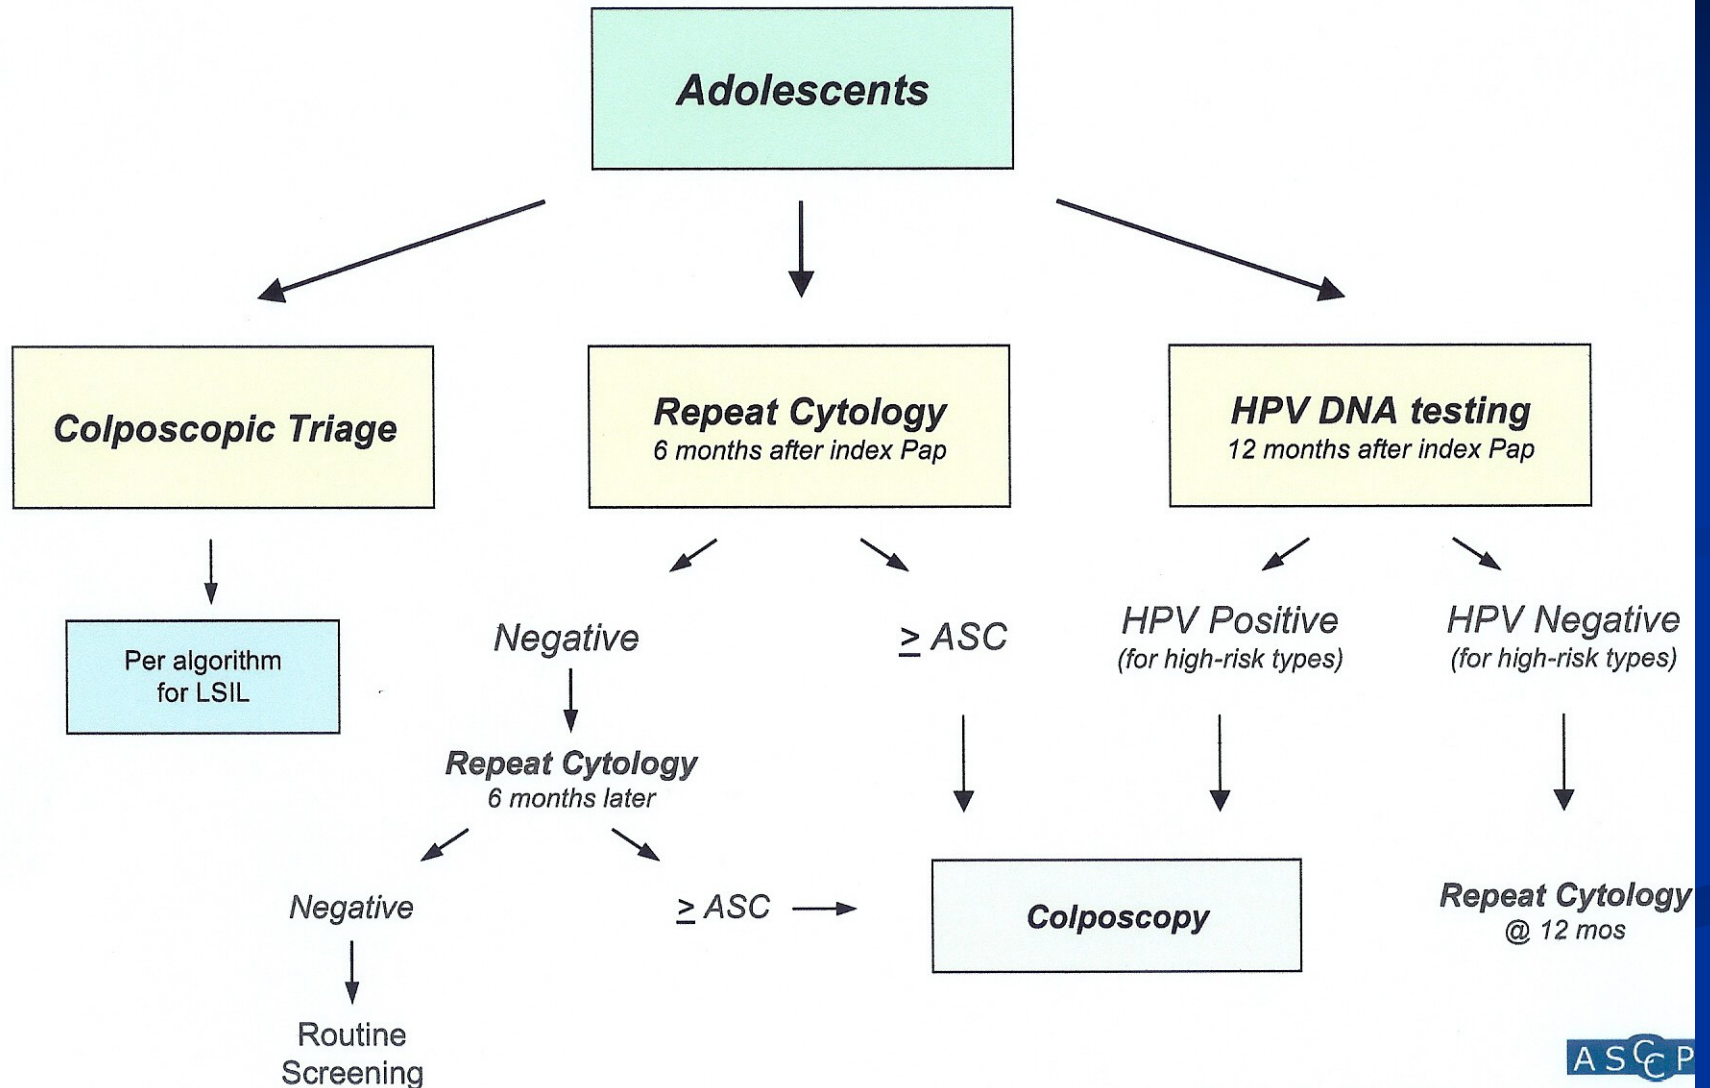 Adolescents
Colposcopic Triage
Repeat Cytology
6 months after index Pap
HPV DNA testing
12 months after index Pap
Per algorithm
for LSIL
Negative
≥ ASC
HPV Positive
(for high-risk types)
HPV Negative
(for high-risk types)
Repeat Cytology
6 months later
Negative
≥ ASC
Colposcopy
Repeat Cytology
@ 12 mos
Routine
Screening
ASCCP